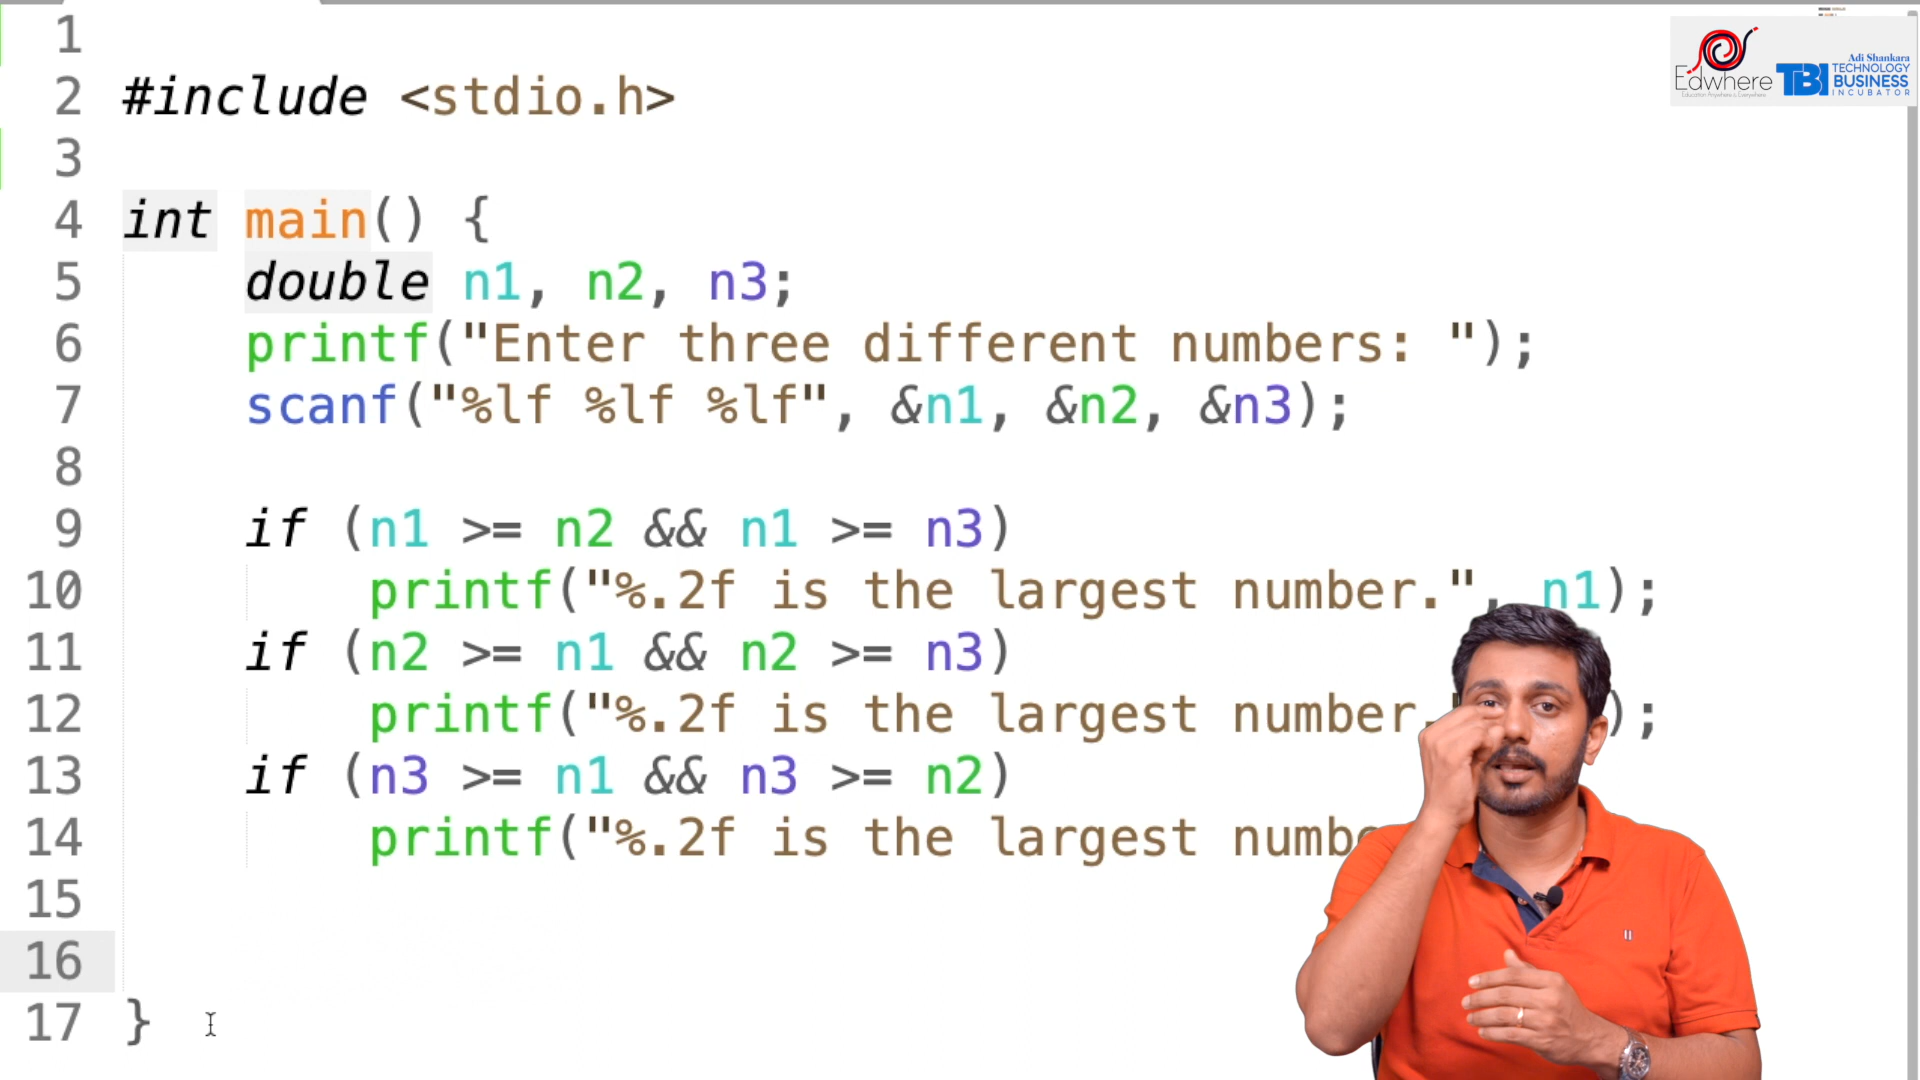 1
2 #include <stdio.h>
3
4 int main() {
5 double n1, n2, n3;
6 printf("Enter three different numbers: ");
7 scanf("%lf %lf %lf", &n1, &n2, &n3);
8
9 if (n1 >= n2 && n1 >= n3)
10 printf("%.2f is the largest number.", n1);
11 if (n2 >= n1 && n2 >= n3)
12 printf("%.2f is the largest number." );
13 if (n3 >= n1 && n3 >= n2)
14 printf("%.2f is the largest
15
16
17 }
Edwhere
Education Anywhere is Everywhere
TBI
Adi Shankara
TECHNOLOGY
BUSINESS
INCUBATOR